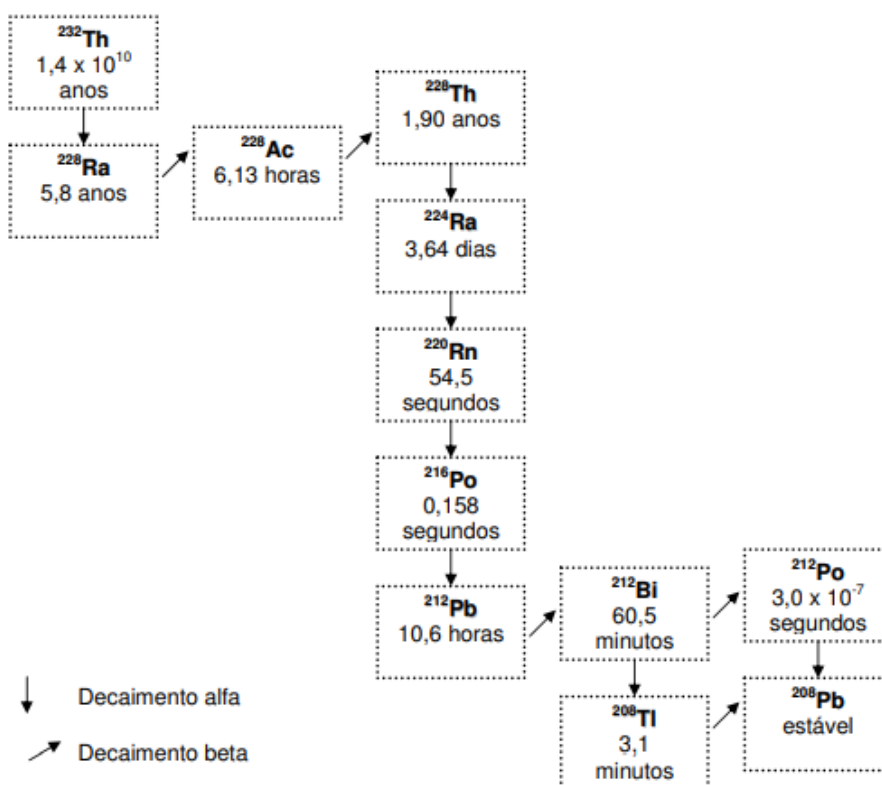 ²³²Th
1,4 x 10¹⁰
anos
²²⁸Ra
5,8 anos
²²⁸Ac
6,13 horas
²²⁸Th
1,90 anos
²²⁴Ra
3,64 dias
²²⁰Rn
54,5
segundos
²¹⁶Po
0,158
segundos
²¹²Pb
10,6 horas
²¹²Bi
60,5
minutos
²¹²Po
3,0 x 10⁻⁷
segundos
²⁰⁸Tl
3,1
minutos
²⁰⁸Pb
estável
Decaimento alfa
Decaimento beta